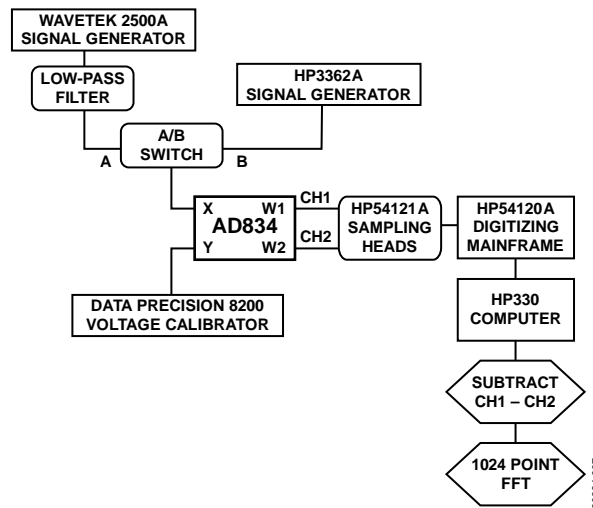 WAVETEK 2500A
SIGNAL GENERATOR
LOW-PASS
FILTER
HP3362A
SIGNAL GENERATOR
A/B
SWITCH
A
B
X W1
AD834
Y W2
CH1
CH2
HP54121A
SAMPLING
HEADS
HP54120A
DIGITIZING
MAINFRAME
DATA PRECISION 8200
VOLTAGE CALIBRATOR
HP330
COMPUTER
SUBTRACT
CH1 – CH2
1024 POINT
FFT